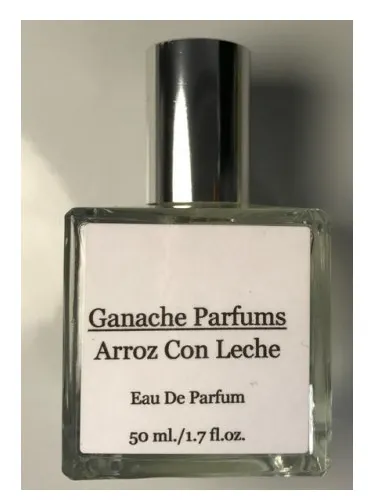 Ganache Parfums
Arroz Con Leche
Eau De Parfum
50 ml./1.7 fl.oz.